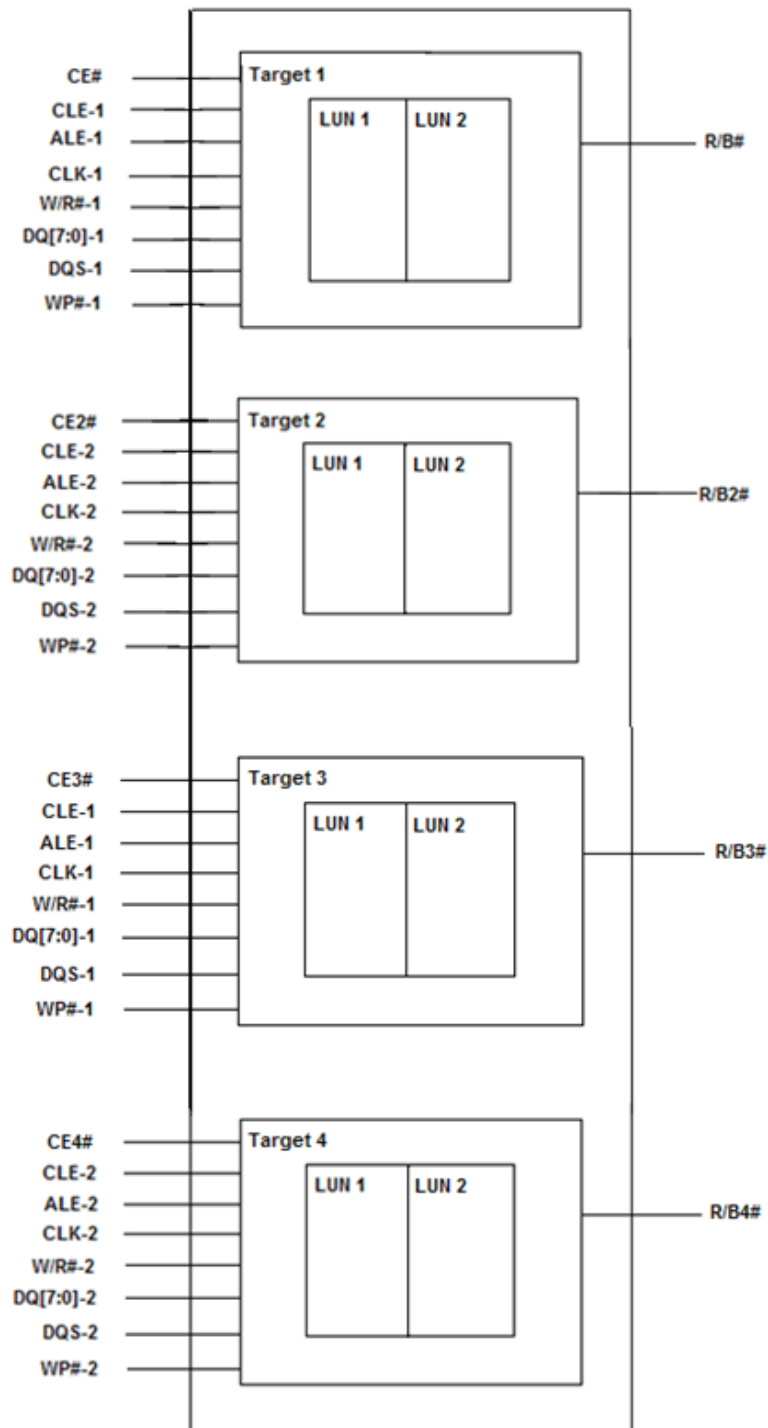 CE#
Target 1
CLE-1
LUN 1
LUN 2
ALE-1
R/B#
CLK-1
W/R#-1
DQ[7:0]-1
DQS-1
WP#-1
CE2#
Target 2
CLE-2
LUN 1
LUN 2
ALE-2
R/B2#
CLK-2
W/R#-2
DQ[7:0]-2
DQS-2
WP#-2
CE3#
Target 3
CLE-1
LUN 1
LUN 2
ALE-1
R/B3#
CLK-1
W/R#-1
DQ[7:0]-1
DQS-1
WP#-1
CE4#
Target 4
CLE-2
LUN 1
LUN 2
ALE-2
R/B4#
CLK-2
W/R#-2
DQ[7:0]-2
DQS-2
WP#-2